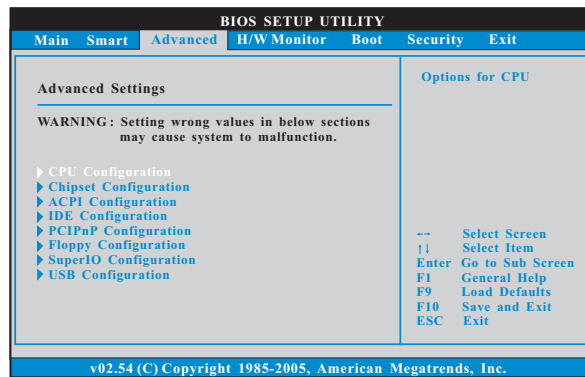 BIOS SETUP UTILITY
Main Smart Advanced H/W Monitor Boot Security Exit
Advanced Settings
WARNING : Setting wrong values in below sections
may cause system to malfunction.
CPU Configuration
Chipset Configuration
ACPI Configuration
IDE Configuration
PCIPnP Configuration
Floppy Configuration
SuperIO Configuration
USB Configuration
Options for CPU
←→ Select Screen
↑↓ Select Item
Enter Go to Sub Screen
F1 General Help
F9 Load Defaults
F10 Save and Exit
ESC Exit
v02.54 (C) Copyright 1985-2005, American Megatrends, Inc.